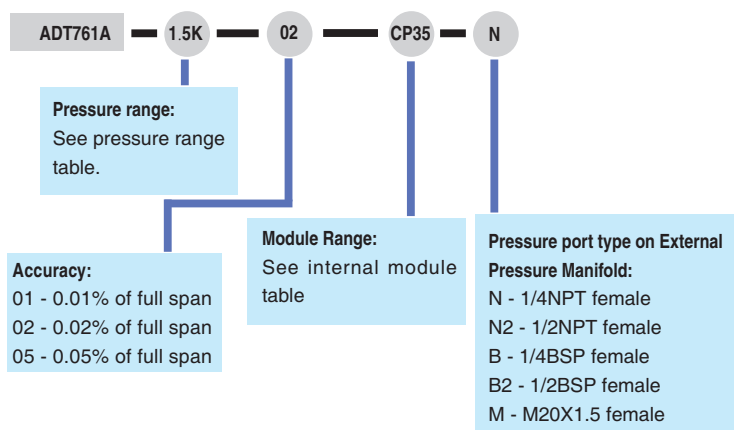 ADT761A 1.5K 02 CP35 N
Pressure range:
See pressure range
table.
Accuracy:
01 - 0.01% of full span
02 - 0.02% of full span
05 - 0.05% of full span
Module Range:
See internal module
table
Pressure port type on External
Pressure Manifold:
N - 1/4NPT female
N2 - 1/2NPT female
B - 1/4BSP female
B2 - 1/2BSP female
M - M20X1.5 female